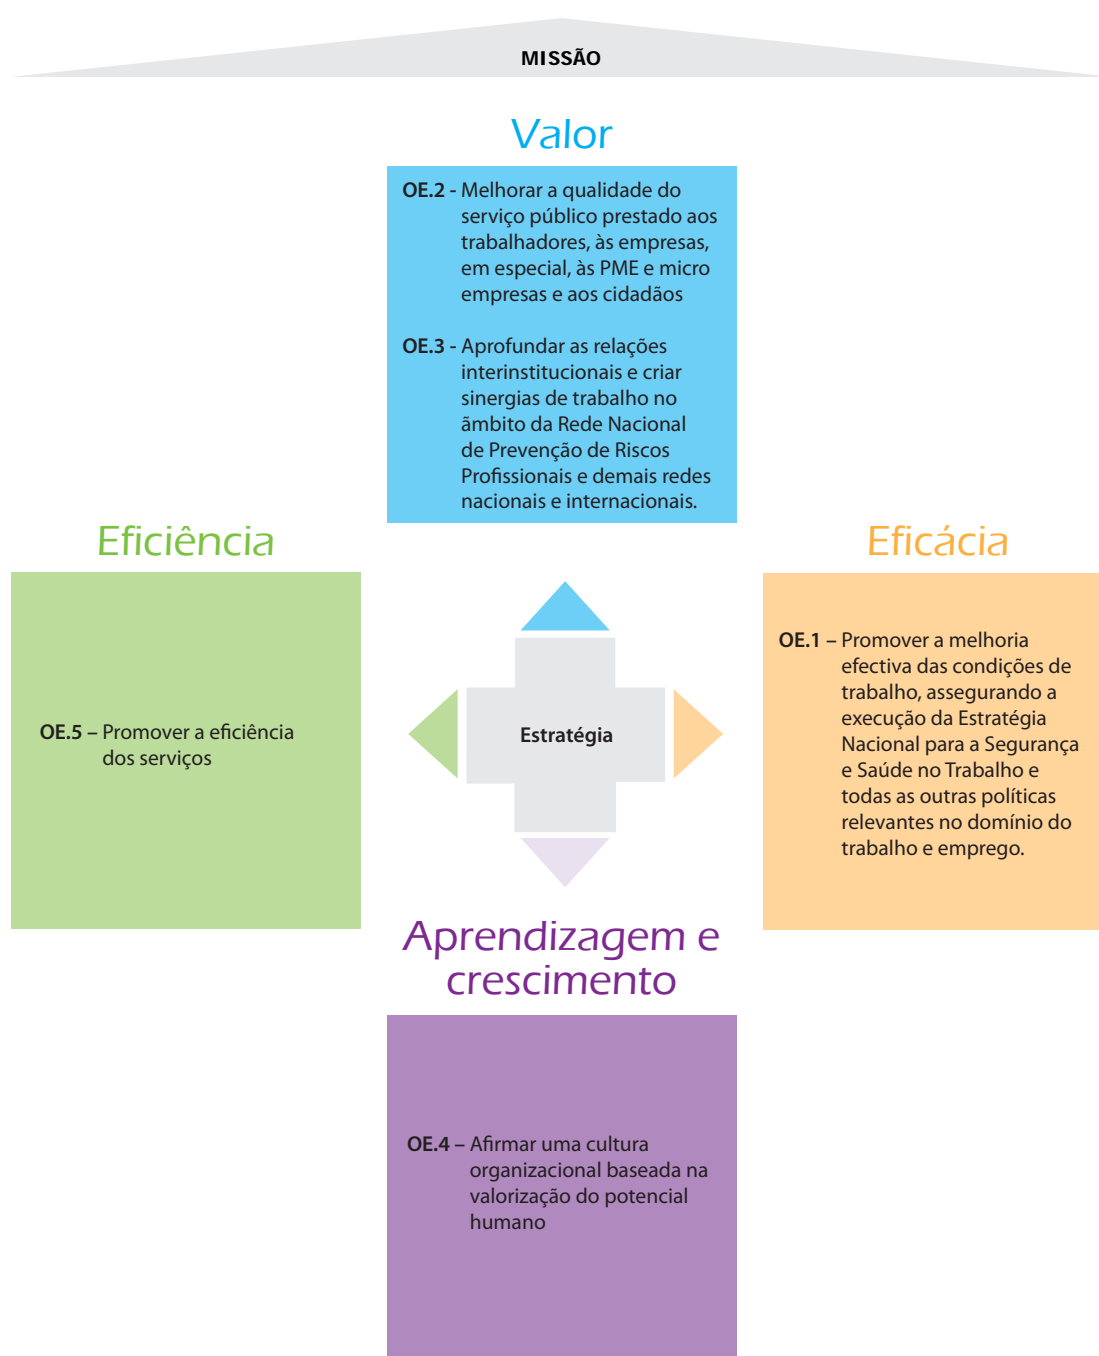 MISSÃO
Valor
OE.2 - Melhorar a qualidade do
serviço público prestado aos
trabalhadores, às empresas,
em especial, às PME e micro
empresas e aos cidadãos
OE.3 - Aprofundar as relações
interinstitucionais e criar
sinergias de trabalho no
ãmbito da Rede Nacional
de Prevenção de Riscos
Profissionais e demais redes
nacionais e internacionais.
Eficiência
OE.5 – Promover a eficiência
dos serviços
Estratégia
Eficácia
OE.1 – Promover a melhoria
efectiva das condições de
trabalho, assegurando a
execução da Estratégia
Nacional para a Segurança
e Saúde no Trabalho e
todas as outras políticas
relevantes no domínio do
trabalho e emprego.
Aprendizagem e
crescimento
OE.4 – Afirmar uma cultura
organizacional baseada na
valorização do potencial
humano